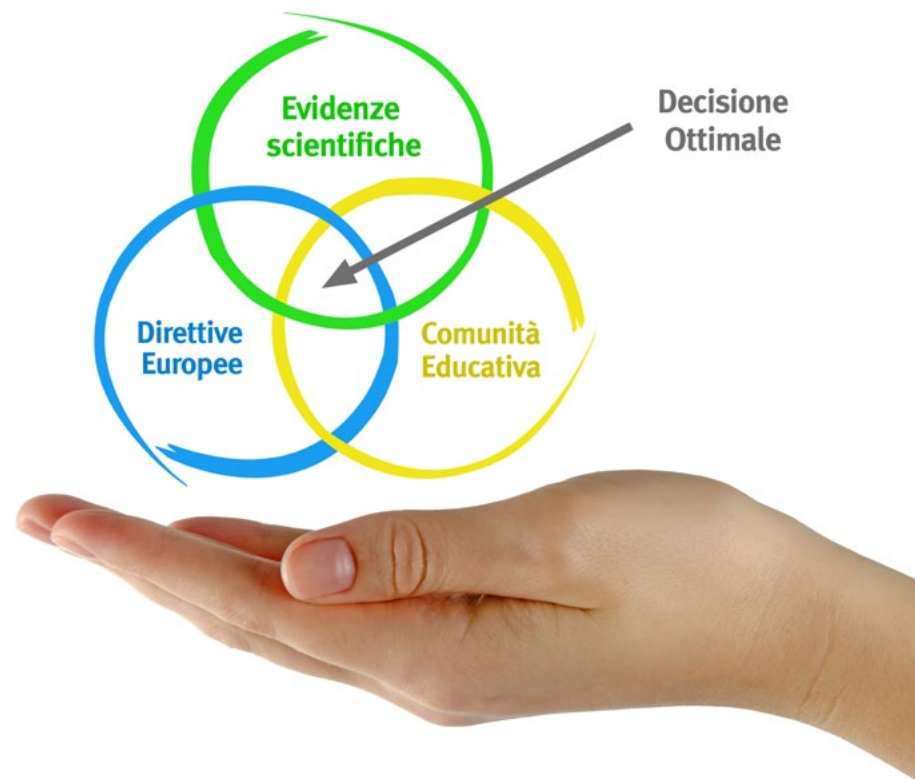 Evidenze
scientifiche
Decisione
Ottimale
Direttive
Europee
Comunità
Educativa